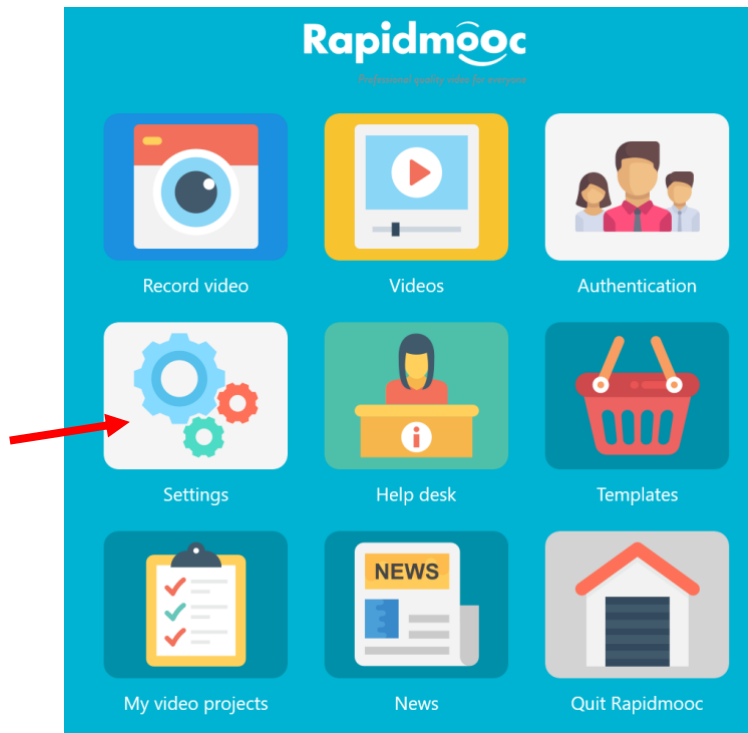 Rapidmooc
Professional quality video for everyone
Record video
Videos
Authentication
i
Settings
Help desk
Templates
NEWS
My video projects
News
Quit Rapidmooc